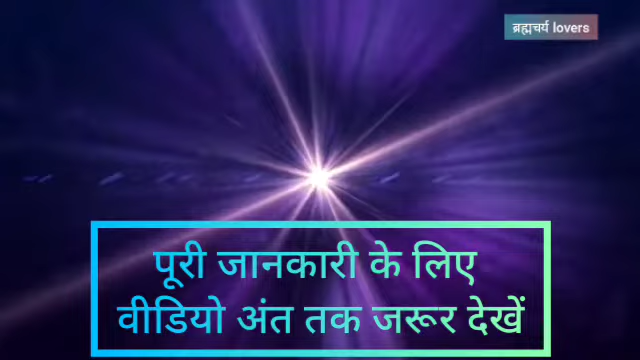 ब्रह्मचर्य lovers
पूरी जानकारी के लिए
वीडियो अंत तक जरूर देखें